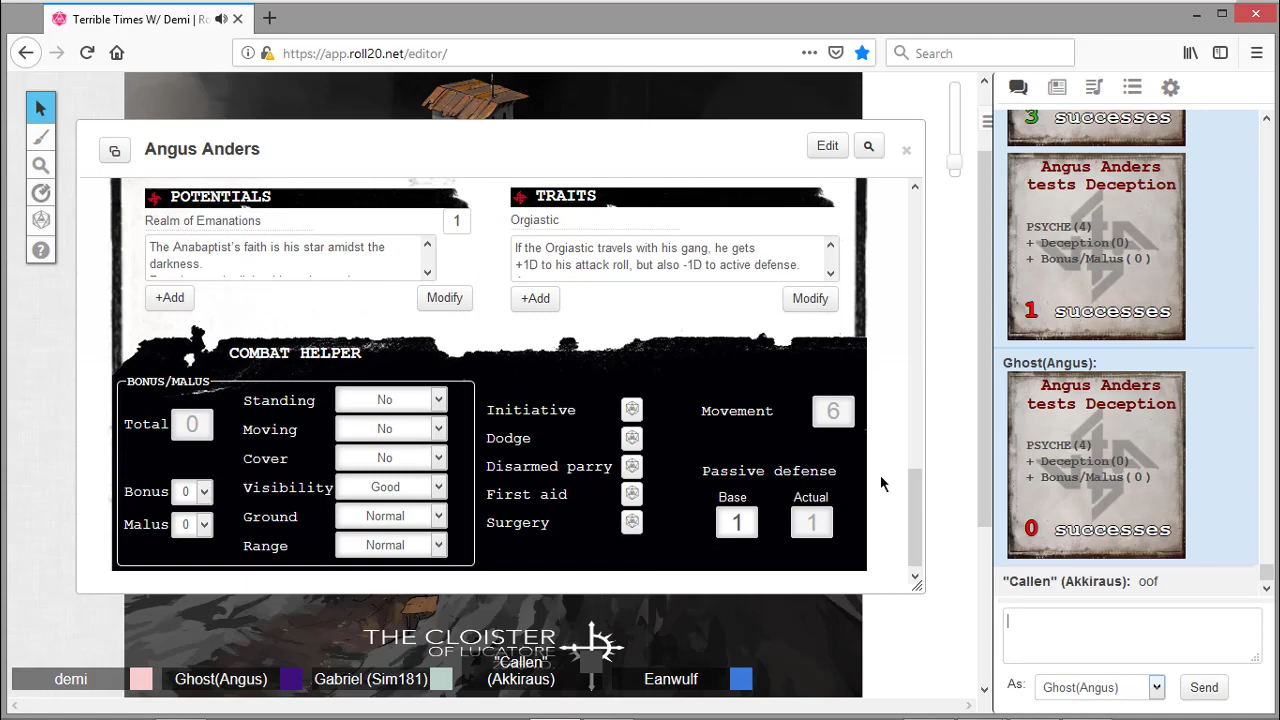 Terrible Times W/ Demi | Ro
https://app.roll20.net/editor/
Search
Angus Anders
Edit
POTENTIALS
Realm of Emanations
1
The Anabaptist's faith is his star amidst the
darkness.
+Add
Modify
TRAITS
Orgiastic
If the Orgiastic travels with his gang, he gets
+1D to his attack roll, but also -1D to active defense.
+Add
Modify
COMBAT HELPER
BONUS/MALUS
Total 0
Bonus 0
Malus 0
Standing No
Moving No
Cover No
Visibility Good
Ground Normal
Range Normal
Initiative
Dodge
Disarmed parry
First aid
Surgery
Movement 6
Passive defense
Base Actual
1 1
THE CLOISTER
OF LUCATORE
demi
Ghost(Angus)
Gabriel (Sim181)
"Callen"
(Akkiraus)
Eanwulf
3 successes
Angus Anders
tests Deception
PSYCHE(4)
+ Deception(0)
+ Bonus/Malus( 0 )
1 successes
Ghost(Angus):
Angus Anders
tests Deception
PSYCHE(4)
+ Deception(0)
+ Bonus/Malus( 0 )
0 successes
"Callen" (Akkiraus): oof
As: Ghost(Angus)
Send